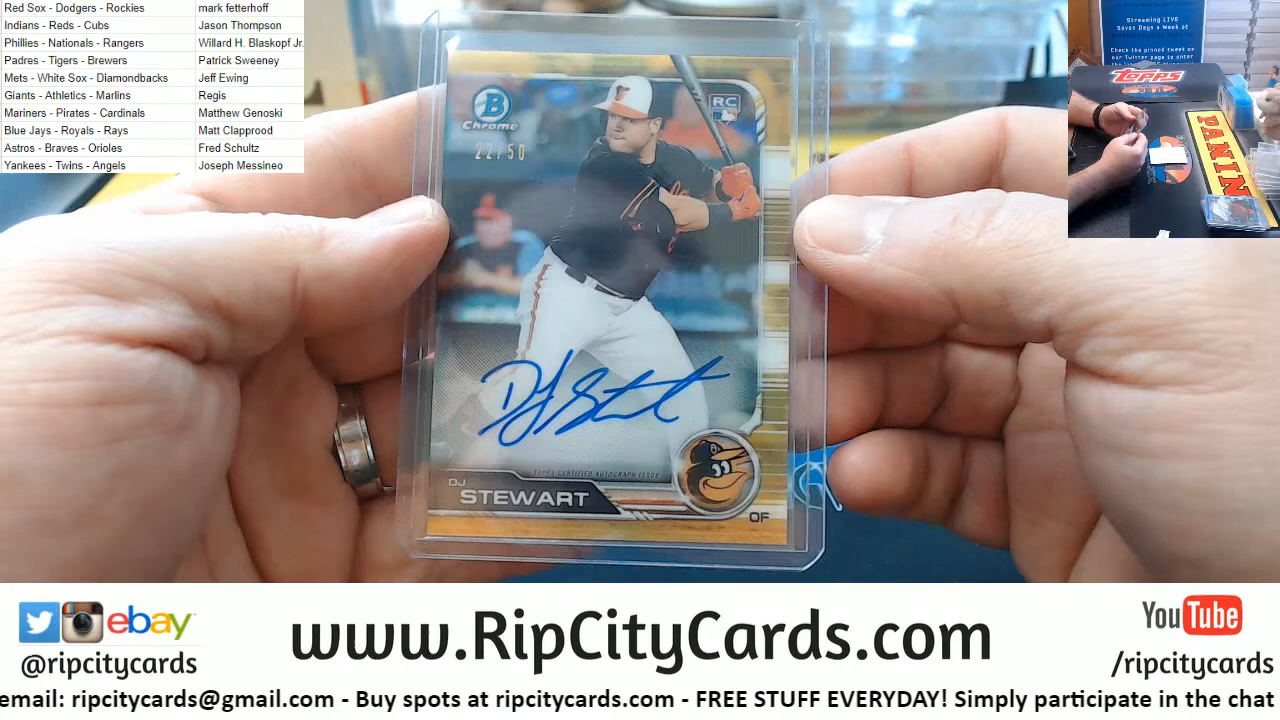 Red Sox - Dodgers - Rockies mark fetterhoff
Indians - Reds - Cubs Jason Thompson
Phillies - Nationals - Rangers Willard H. Blaskopf Jr.
Padres - Tigers - Brewers Patrick Sweeney
Mets - White Sox - Diamondbacks Jeff Ewing
Giants - Athletics - Marlins Regis
Mariners - Pirates - Cardinals Matthew Genoski
Blue Jays - Royals - Rays Matt Clapprood
Astros - Braves - Orioles Fred Schultz
Yankees - Twins - Angels Joseph Messineo
Streaming LIVE
Seven Days a Week at
Check the pinned tweet on
our Twitter page to enter
Topps
PANINI
B
Chrome
RC
22/50
DJ Stewart
TOPPS CERTIFIED AUTOGRAPH ISSUE
DJ
STEWART
OF
ebay
@ripcitycards
www.RipCityCards.com
YouTube
/ripcitycards
email: ripcitycards@gmail.com - Buy spots at ripcitycards.com - FREE STUFF EVERYDAY! Simply participate in the chat